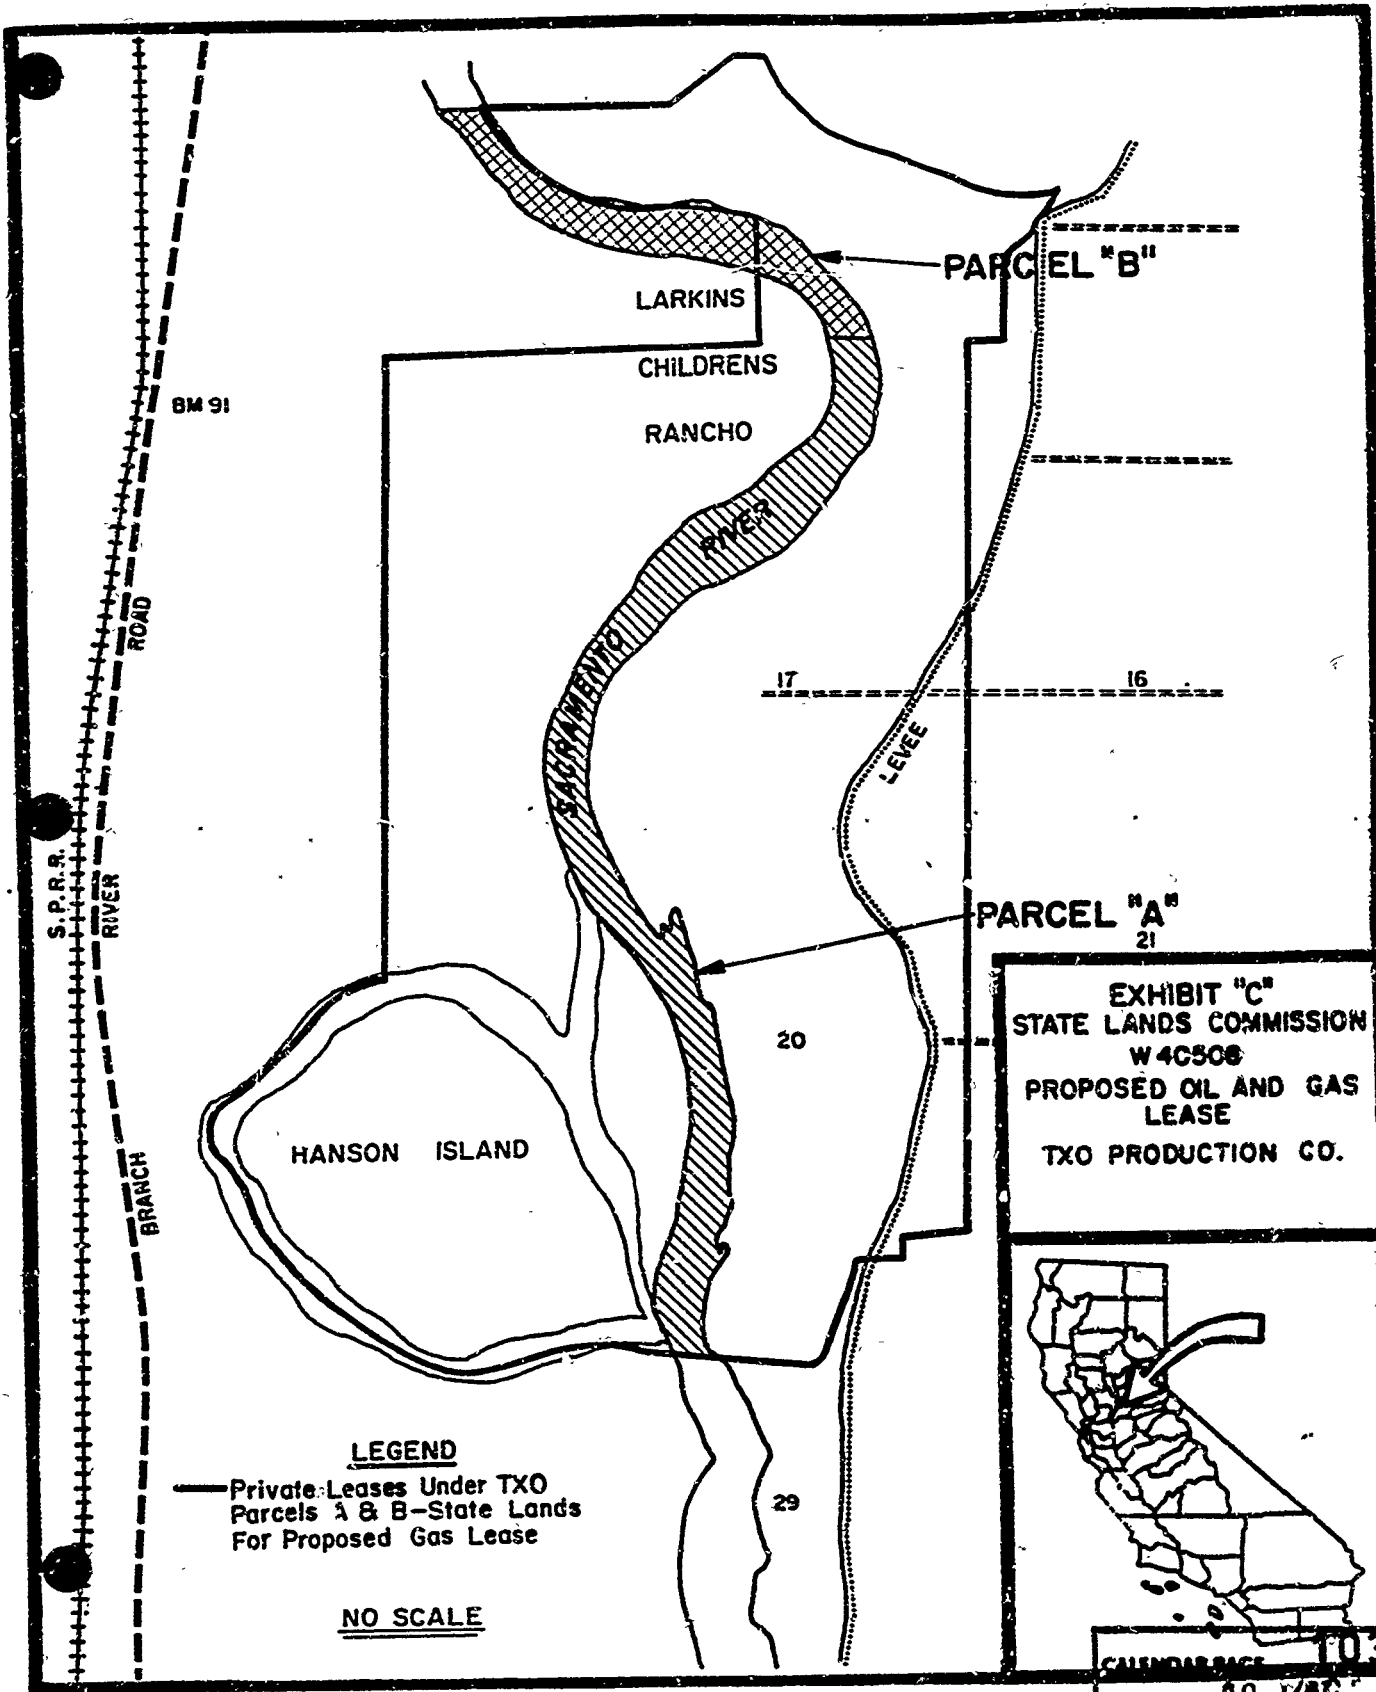 PARCEL "B"
LARKINS
CHILDRENS
RANCHO
BM 91
RIVER
SACRAMENTO
ROAD
17
16
LEVEE
S.P.R.R.
RIVER
PARCEL "A"
21
20
EXHIBIT "C"
STATE LANDS COMMISSION
W 40508
PROPOSED OIL AND GAS
LEASE
TXO PRODUCTION CO.
HANSON ISLAND
BRANCH
LEGEND
Private Leases Under TXO
Parcels A & B-State Lands
For Proposed Gas Lease
29
NO SCALE
CALENDAR PAGE